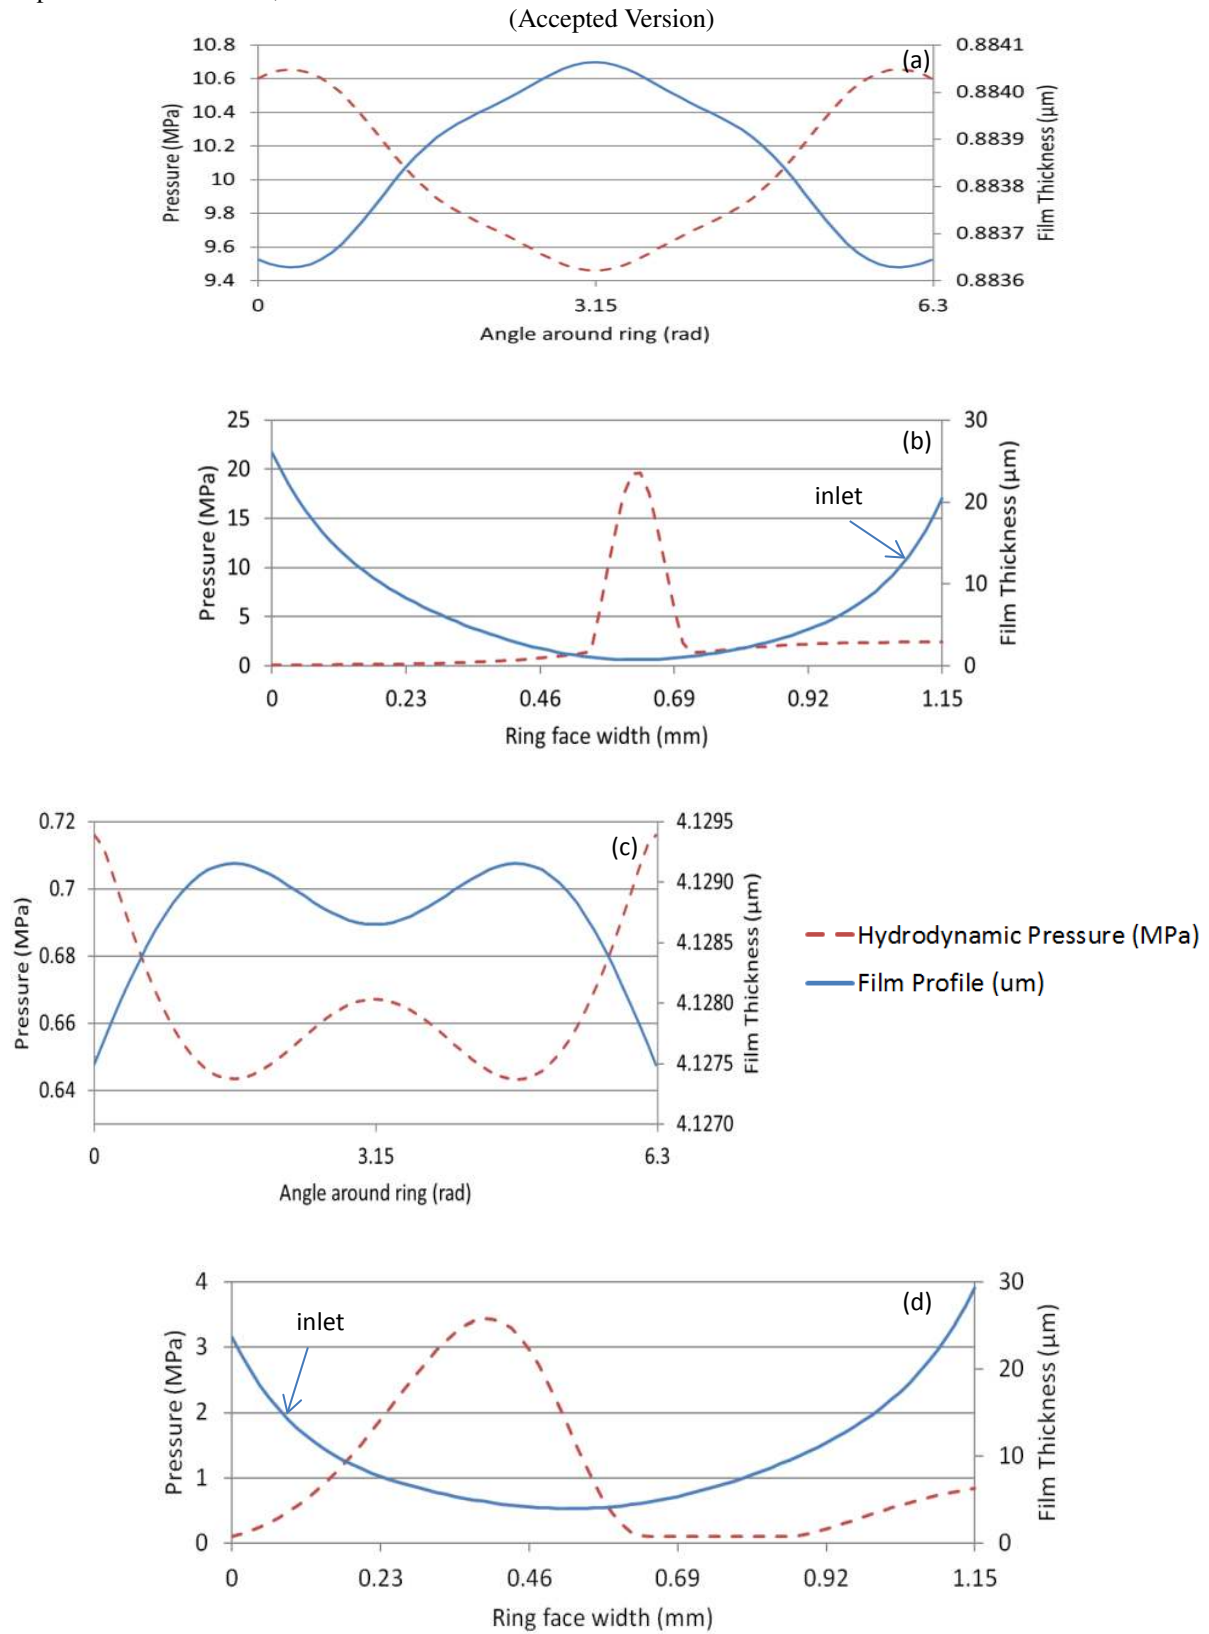 (Accepted Version)
(a)
10.8
10.6
10.4
10.2
10
9.8
9.6
9.4
Pressure (MPa)
0.8841
0.8840
0.8839
0.8838
0.8837
0.8836
Film Thickness (µm)
0
3.15
6.3
Angle around ring (rad)
(b)
25
20
15
10
5
0
Pressure (MPa)
inlet
30
20
10
0
Film Thickness (µm)
0
0.23
0.46
0.69
0.92
1.15
Ring face width (mm)
(c)
0.72
0.7
0.68
0.66
0.64
Pressure (MPa)
4.1295
4.1290
4.1285
4.1280
4.1275
4.1270
Film Thickness (µm)
0
3.15
6.3
Angle around ring (rad)
Hydrodynamic Pressure (MPa)
Film Profile (um)
(d)
4
3
2
1
0
Pressure (MPa)
inlet
30
20
10
0
Film Thickness (µm)
0
0.23
0.46
0.69
0.92
1.15
Ring face width (mm)